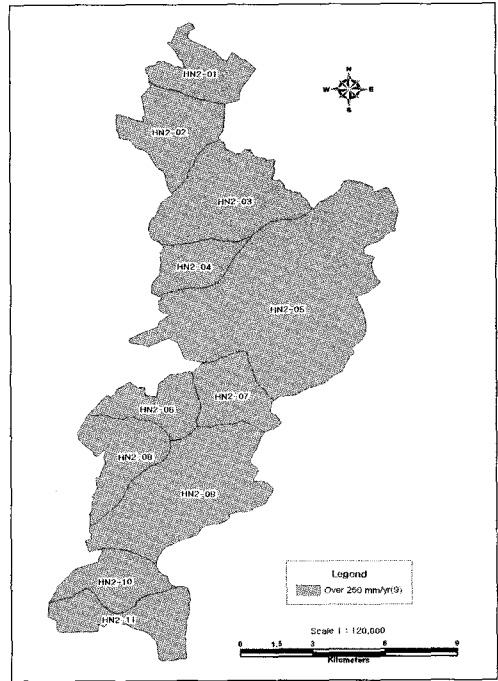 HN2-01
N
W E
S
HN2-02
HN2-03
HN2-04
HN2-05
HN2-07
HN2-06
HN2-08
HN2-09
HN2-10
HN2-11
Legend
Over 250 mm/yr(9)
Scale 1 : 120,000
0 1.5 3 6 9
Kilometers